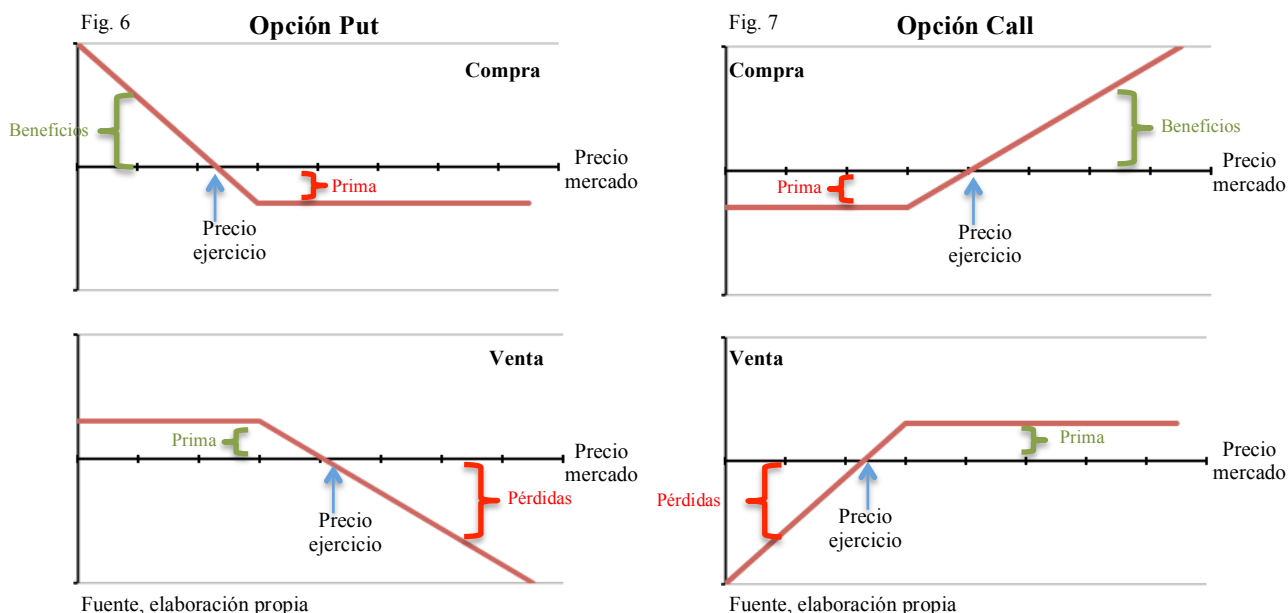 Fig. 6
Opción Put
Compra
Beneficios
Precio
mercado
Prima
Precio
ejercicio
Venta
Prima
Precio
mercado
Pérdidas
Precio
ejercicio
Fuente, elaboración propia
Fig. 7
Opción Call
Compra
Beneficios
Precio
mercado
Prima
Precio
ejercicio
Venta
Prima
Precio
mercado
Pérdidas
Precio
ejercicio
Fuente, elaboración propia